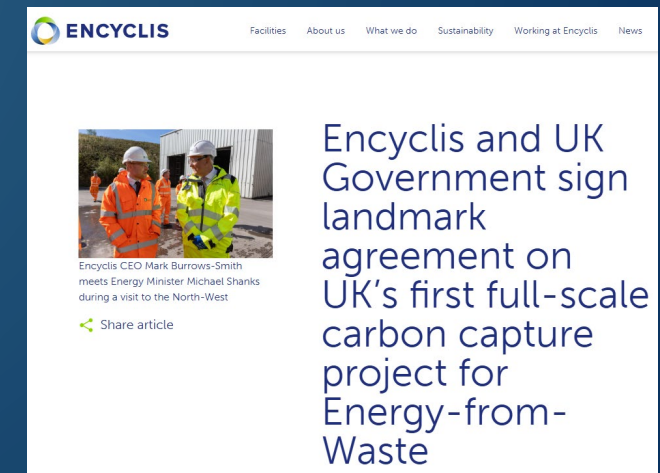 ENCYCLIS
Facilities About us What we do Sustainability Working at Encyclis News
Encyclis CEO Mark Burrows-Smith
meets Energy Minister Michael Shanks
during a visit to the North-West
Share article
Encyclis and UK
Government sign
landmark
agreement on
UK's first full-scale
carbon capture
project for
Energy-from-
Waste